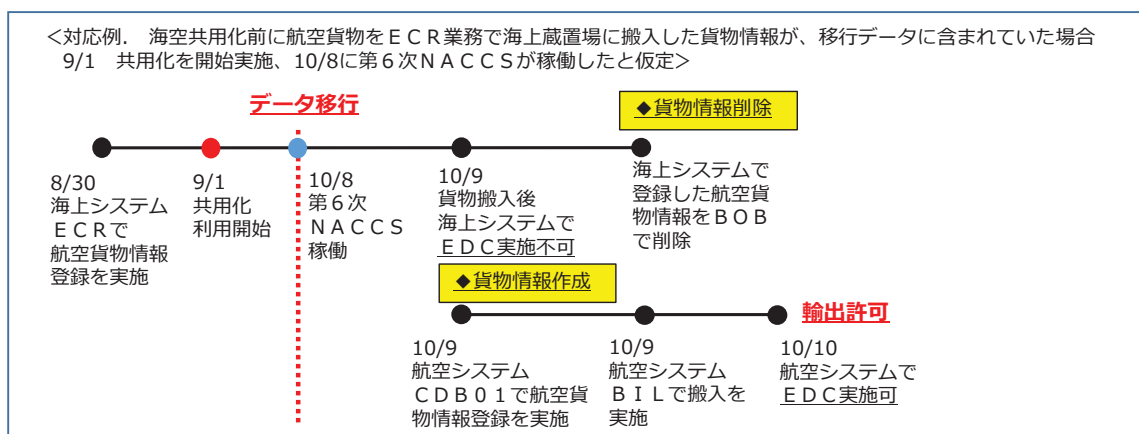 <対応例. 海空共用化前に航空貨物をＥＣＲ業務で海上蔵置場に搬入した貨物情報が、移行データに含まれていた場合
9/1 共用化を開始実施、10/8に第６次ＮＡＣＣＳが稼働したと仮定>
データ移行
◆貨物情報削除
8/30
海上システム
ＥＣＲで
航空貨物情報
登録を実施
9/1
共用化
利用開始
10/8
第６次
ＮＡＣＣＳ
稼働
10/9
貨物搬入後
海上システムで
ＥＤＣ実施不可
海上システムで
登録した航空貨
物情報をＢＯＢ
で削除
◆貨物情報作成
輸出許可
10/9
航空システム
ＣＤＢ０１で航空貨
物情報登録を実施
10/9
航空システム
ＢＩＬで搬入を
実施
10/10
航空システムで
ＥＤＣ実施可